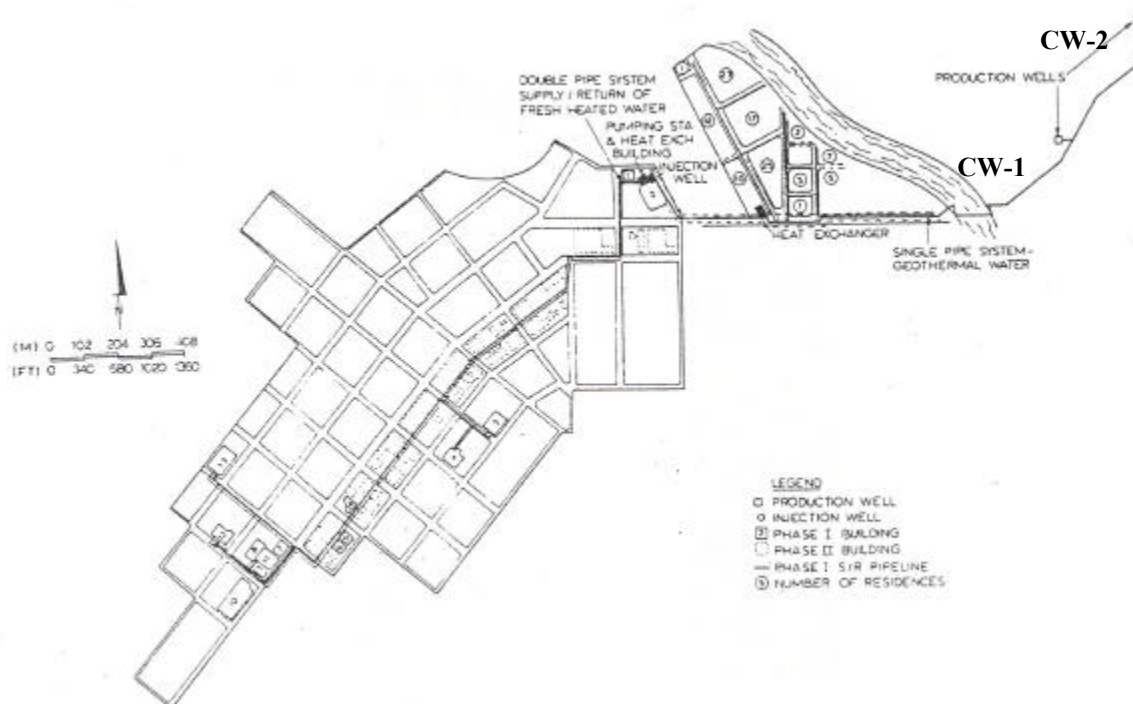 CW-2
PRODUCTION WELLS
DOUBLE PIPE SYSTEM
SUPPLY / RETURN OF
FRESH HEATED WATER
PUMPING STA
& HEAT EXCH
BUILDING
INJECTION
WELL
CW-1
HEAT EXCHANGER
SINGLE PIPE SYSTEM-
GEOTHERMAL WATER
N
(M) 0 102 204 306 408
(FT) 0 340 680 1020 1360
LEGEND
PRODUCTION WELL
INJECTION WELL
PHASE I BUILDING
PHASE II BUILDING
PHASE I S/R PIPELINE
NUMBER OF RESIDENCES